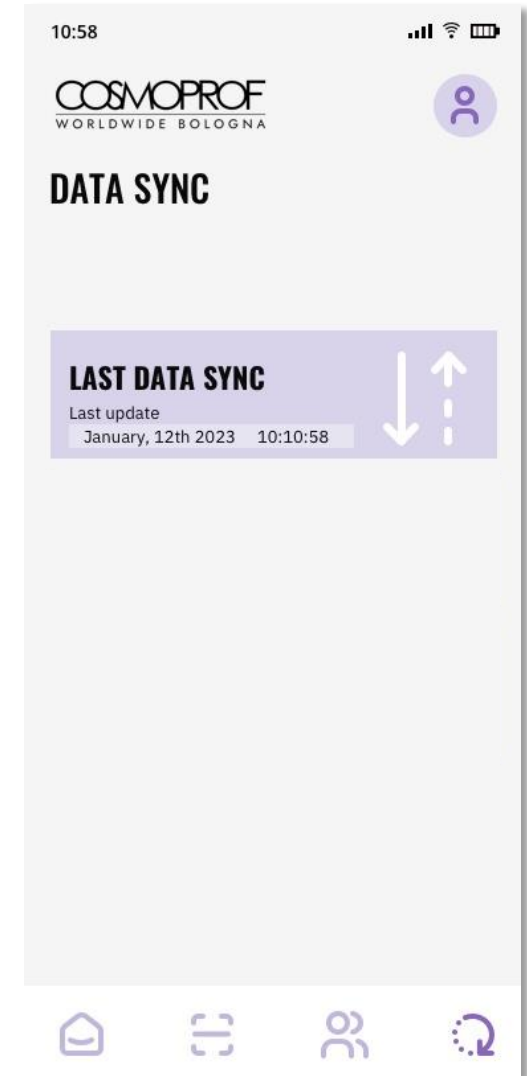 10:58
COSMOPROF
WORLDWIDE BOLOGNA
DATA SYNC
LAST DATA SYNC
Last update
January, 12th 2023 10:10:58